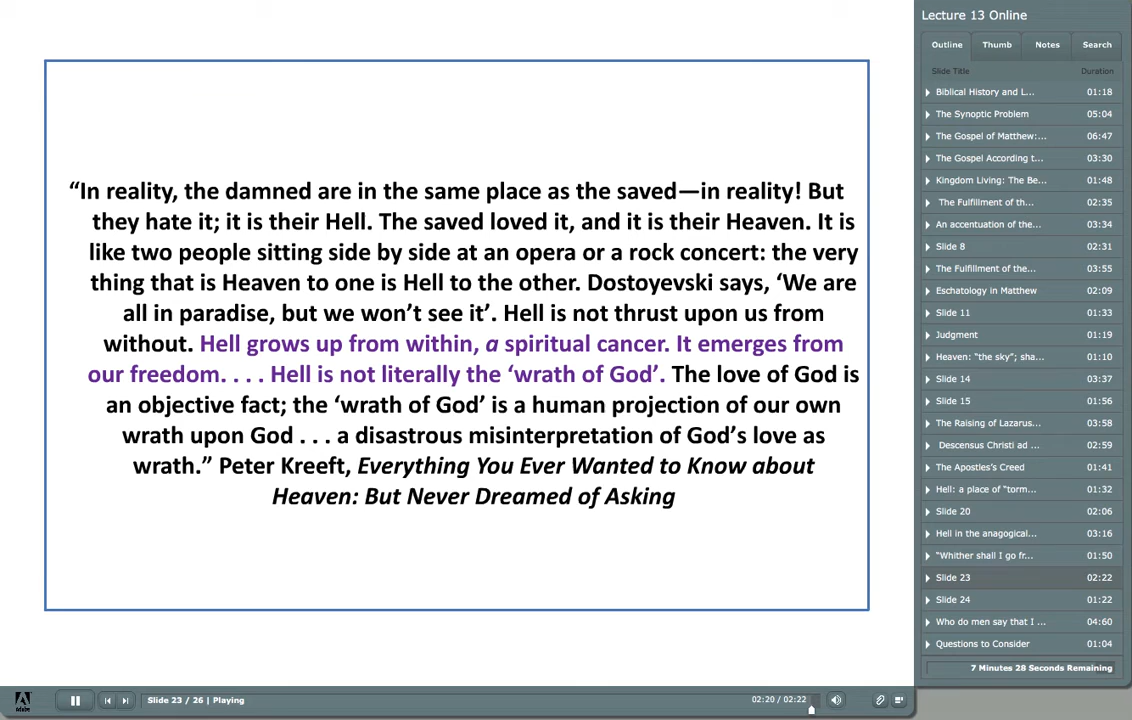 Lecture 13 Online
Outline Thumb Notes Search
Slide Title Duration
Biblical History and L... 01:18
The Synoptic Problem 05:04
The Gospel of Matthew:... 06:47
The Gospel According t... 03:30
Kingdom Living: The Be... 01:48
The Fulfillment of th... 02:35
An accentuation of the... 03:34
Slide 8 02:31
The Fulfillment of the... 03:55
Eschatology in Matthew 02:09
Slide 11 01:33
Judgment 01:19
Heaven: “the sky”; sha... 01:10
Slide 14 03:37
Slide 15 01:56
The Raising of Lazarus... 03:58
Descensus Christi ad ... 02:59
The Apostles’s Creed 01:41
Hell: a place of “torm... 01:32
Slide 20 02:06
Hell in the anagogical... 03:16
“Whither shall I go fr... 01:50
Slide 23 02:22
Slide 24 01:22
Who do men say that I ... 04:60
Questions to Consider 01:04
7 Minutes 28 Seconds Remaining
“In reality, the damned are in the same place as the saved—in reality! But
they hate it; it is their Hell. The saved loved it, and it is their Heaven. It is
like two people sitting side by side at an opera or a rock concert: the very
thing that is Heaven to one is Hell to the other. Dostoyevski says, ‘We are
all in paradise, but we won’t see it’. Hell is not thrust upon us from
without. Hell grows up from within, a spiritual cancer. It emerges from
our freedom. . . . Hell is not literally the ‘wrath of God’. The love of God is
an objective fact; the ‘wrath of God’ is a human projection of our own
wrath upon God . . . a disastrous misinterpretation of God’s love as
wrath.” Peter Kreeft, Everything You Ever Wanted to Know about
Heaven: But Never Dreamed of Asking
Slide 23 / 26 | Playing 02:20 / 02:22